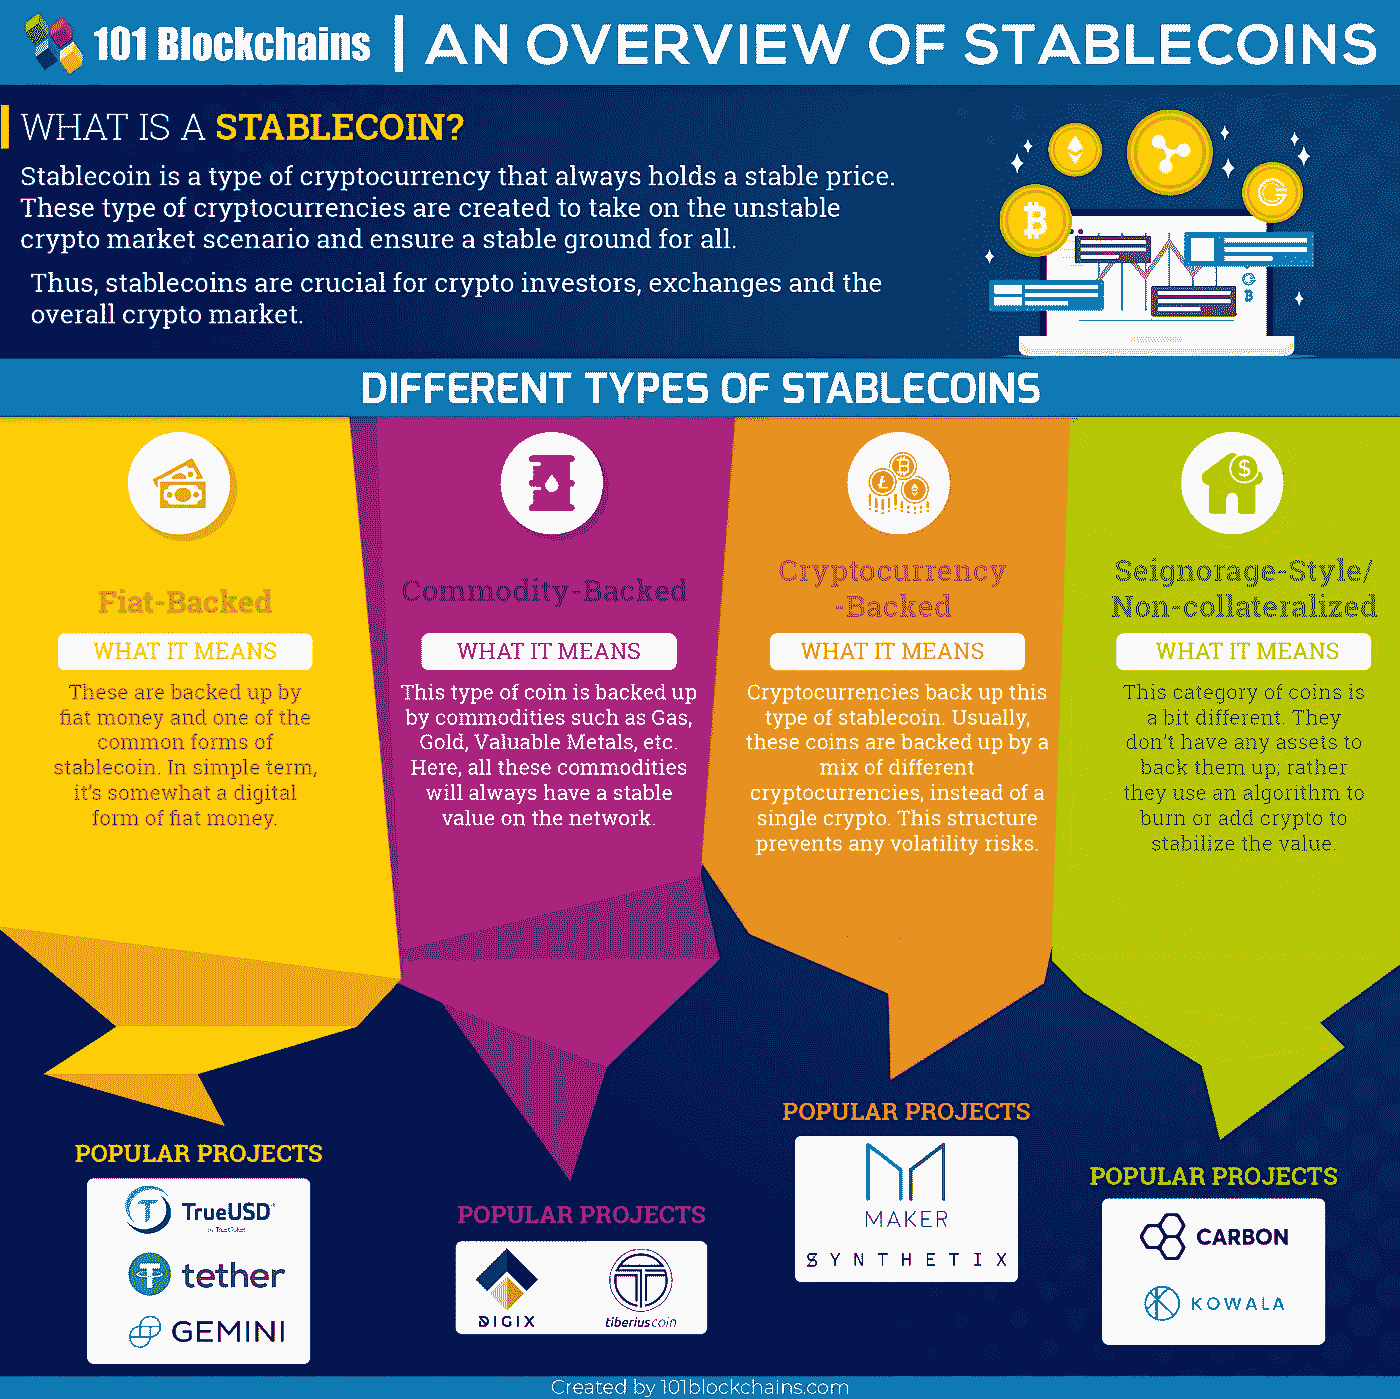 101 Blockchains
AN OVERVIEW OF STABLECOINS
WHAT IS A STABLECOIN?
Stablecoin is a type of cryptocurrency that always holds a stable price.
These type of cryptocurrencies are created to take on the unstable
crypto market scenario and ensure a stable ground for all.
Thus, stablecoins are crucial for crypto investors, exchanges and the
overall crypto market.
DIFFERENT TYPES OF STABLECOINS
Fiat-Backed
WHAT IT MEANS
These are backed up by
fiat money and one of the
common forms of
stablecoin. In simple term,
it's somewhat a digital
form of fiat money.
POPULAR PROJECTS
TrueUSD
tether
GEMINI
Commodity-Backed
WHAT IT MEANS
This type of coin is backed up
by commodities such as Gas,
Gold, Valuable Metals, etc.
Here, all these commodities
will always have a stable
value on the network.
POPULAR PROJECTS
DIGIX
tiberiuscoin
Cryptocurrency
-Backed
WHAT IT MEANS
Cryptocurrencies back up this
type of stablecoin. Usually,
these coins are backed up by a
mix of different
cryptocurrencies, instead of a
single crypto. This structure
prevents any volatility risks.
POPULAR PROJECTS
MAKER
SYNTHETIX
Seignorage-Style/
Non-collateralized
WHAT IT MEANS
This category of coins is
a bit different. They
don't have any assets to
back them up; rather
they use an algorithm to
burn or add crypto to
stabilize the value.
POPULAR PROJECTS
CARBON
KOWALA
Created by 101blockchains.com